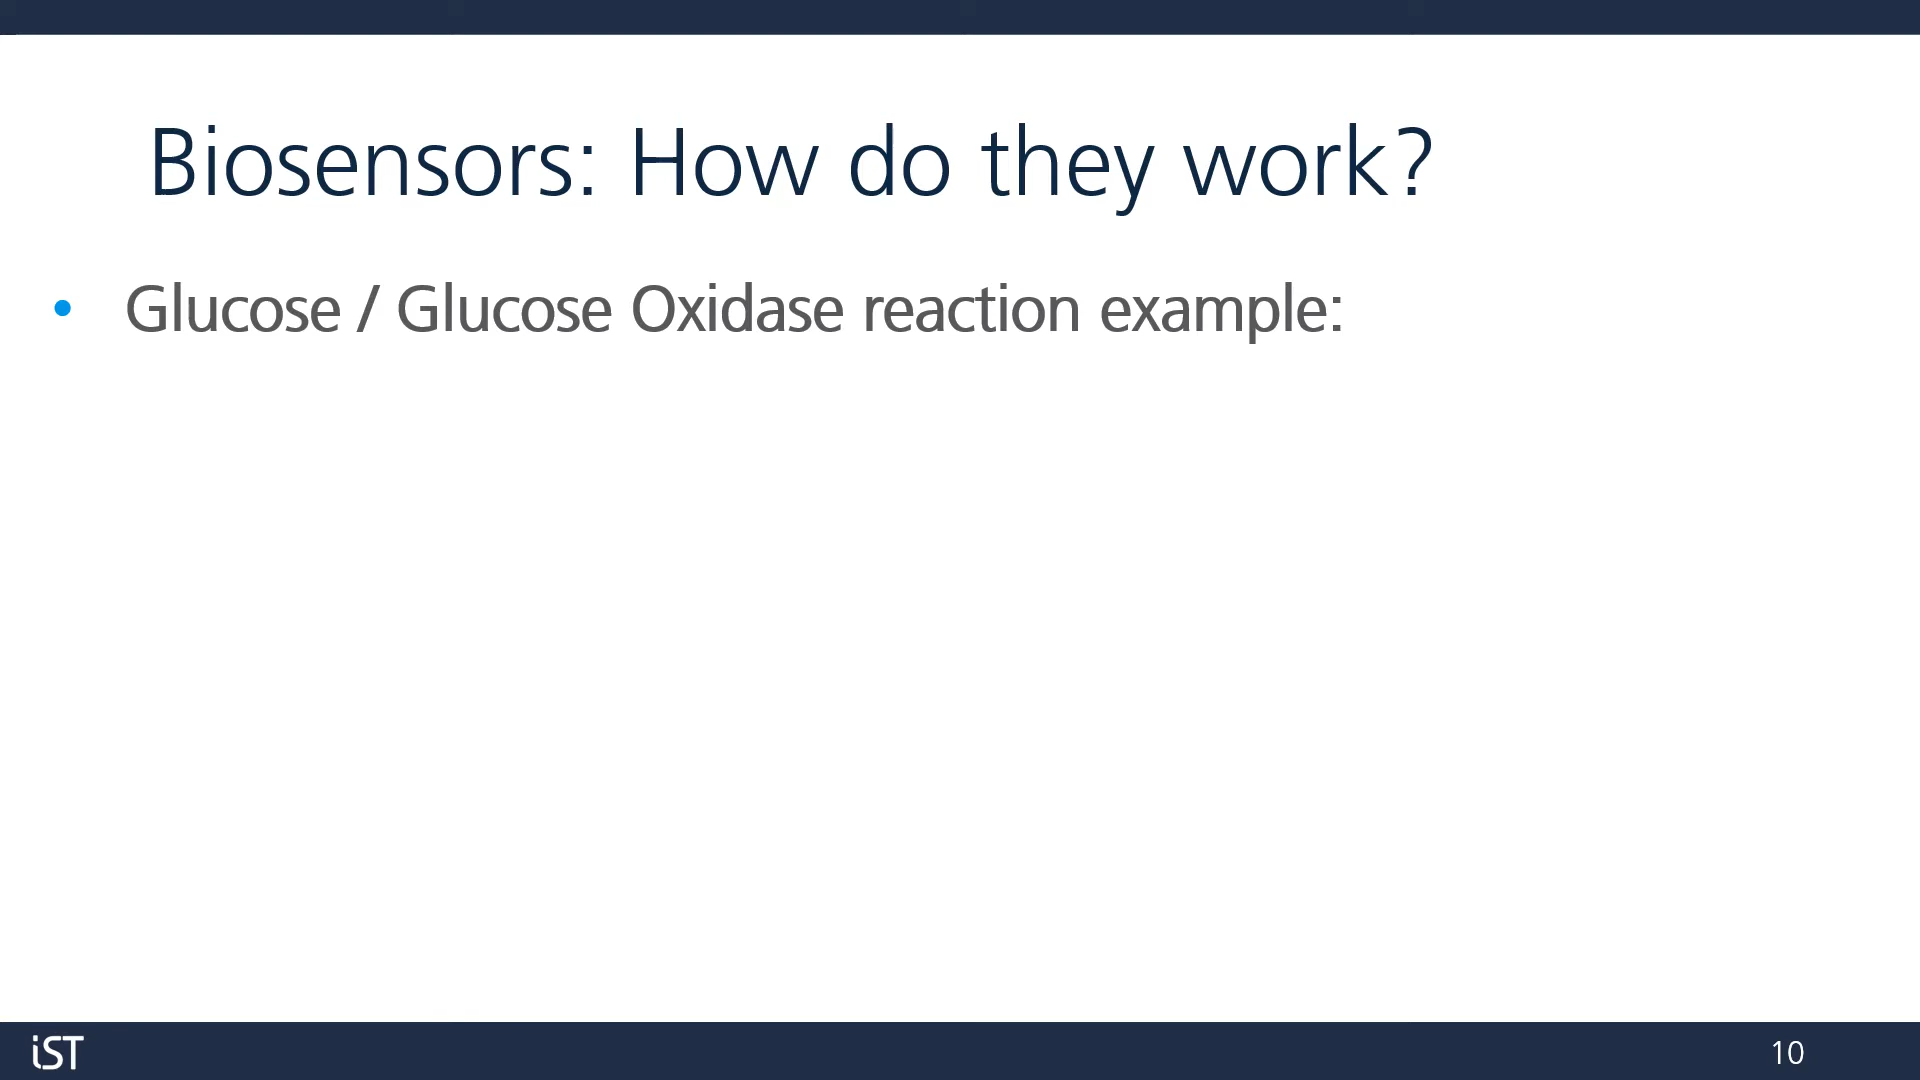 Biosensors: How do they work?
• Glucose / Glucose Oxidase reaction example:
iST
10